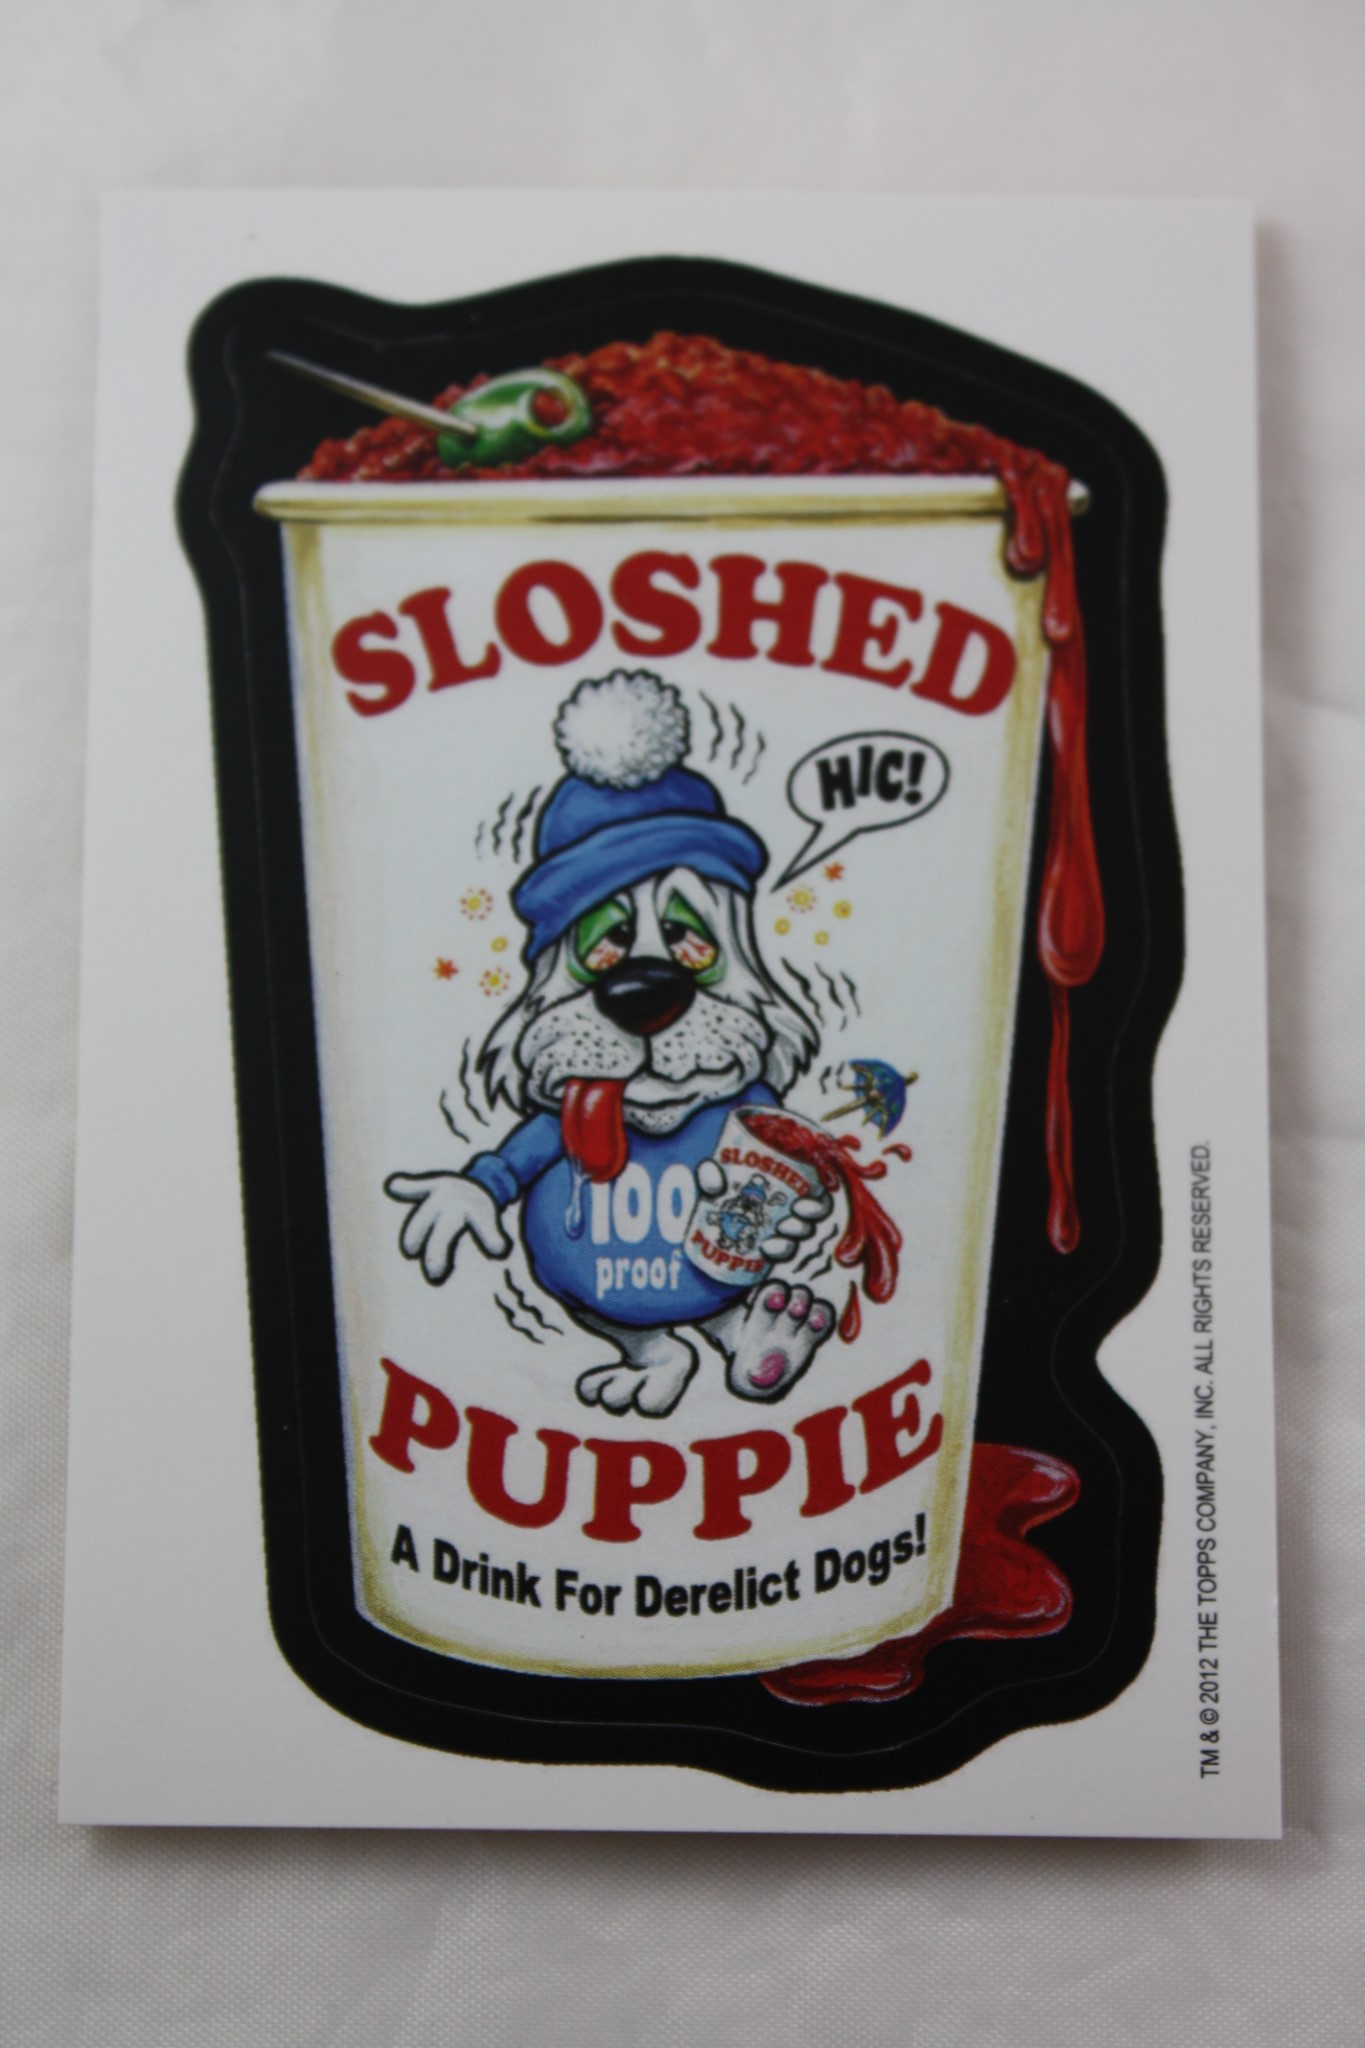 SLOSHED
HIC!
100
proof
SLOSHED
PUPPIE
PUPPIE
A Drink For Derelict Dogs!
TM & © 2012 THE TOPPS COMPANY, INC. ALL RIGHTS RESERVED.